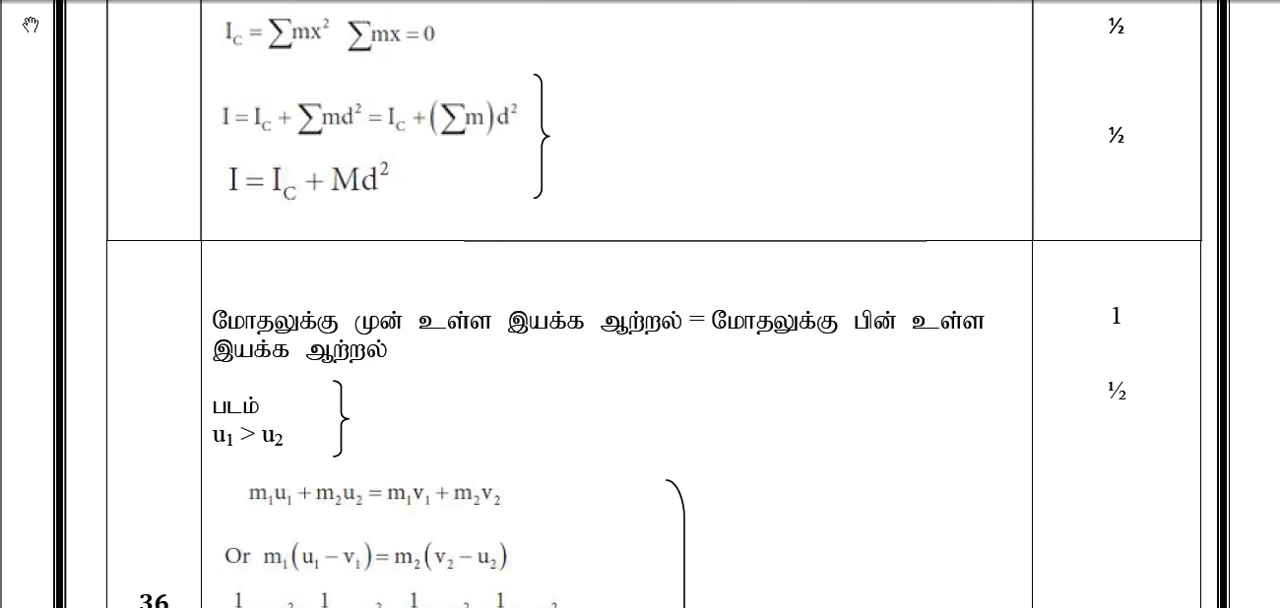 I_C = ∑mx² ∑mx = 0 ½
I = I_C + ∑md² = I_C + (∑m)d² ½
I = I_C + Md²
மோதலுக்கு முன் உள்ள இயக்க ஆற்றல் = மோதலுக்கு பின் உள்ள 1
இயக்க ஆற்றல்
½
படம்
u₁ > u₂
m₁u₁ + m₂u₂ = m₁v₁ + m₂v₂
Or m₁(u₁ − v₁) = m₂(v₂ − u₂)
36